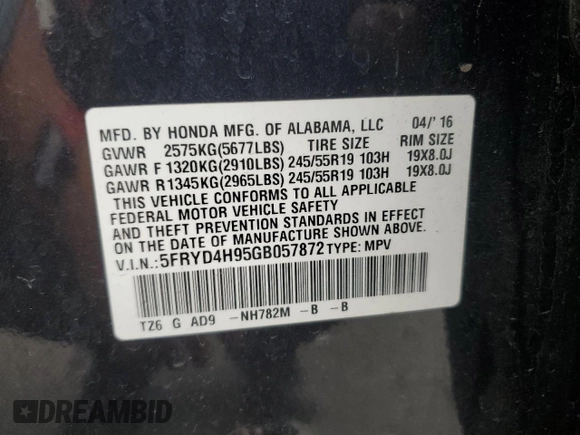 MFD. BY HONDA MFG. OF ALABAMA, LLC 04/'16
GVWR 2575KG(5677LBS) TIRE SIZE RIM SIZE
GAWR F 1320KG(2910LBS) 245/55R19 103H 19X8.0J
GAWR R1345KG(2965LBS) 245/55R19 103H 19X8.0J
THIS VEHICLE CONFORMS TO ALL APPLICABLE
FEDERAL MOTOR VEHICLE SAFETY
AND THEFT PREVENTION STANDARDS IN EFFECT
ON THE DATE OF MANUFACTURE SHOWN ABOVE.
V.I.N.:5FRYD4H95GB057872 TYPE: MPV
TZ6 G AD9 -NH782M -B -B
DREAMBID